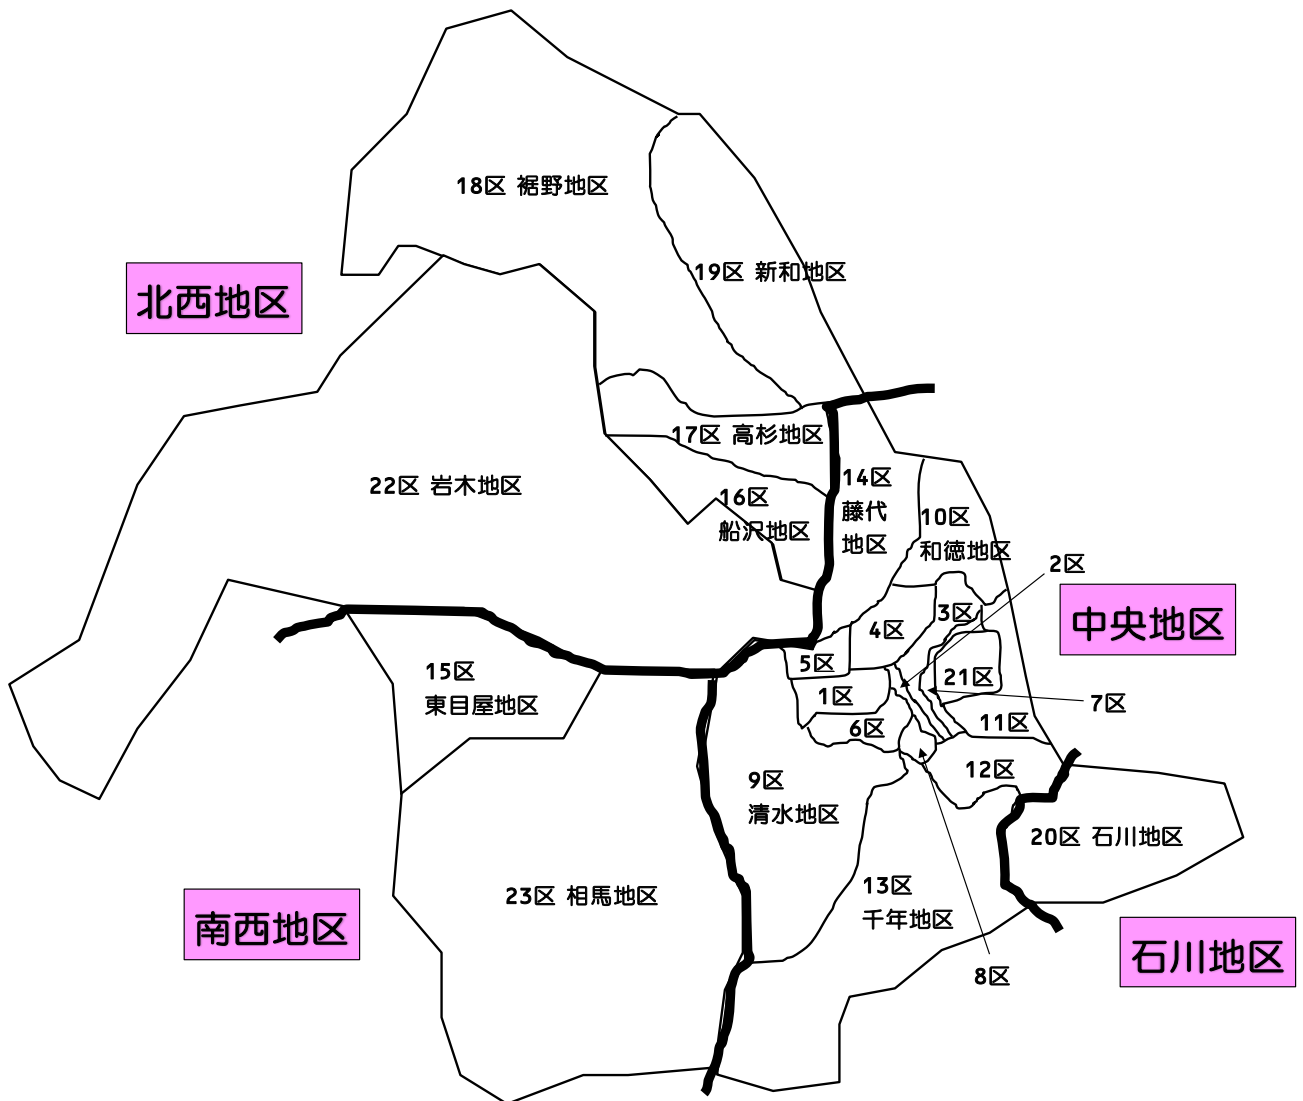 18区 裾野地区
19区 新和地区
北西地区
17区 高杉地区
22区 岩木地区
16区
船沢地区
14区
藤代
地区
10区
和徳地区
2区
3区
中央地区
4区
5区
15区
東目屋地区
21区
1区
7区
11区
6区
9区
清水地区
12区
20区 石川地区
23区 相馬地区
13区
千年地区
南西地区
石川地区
8区